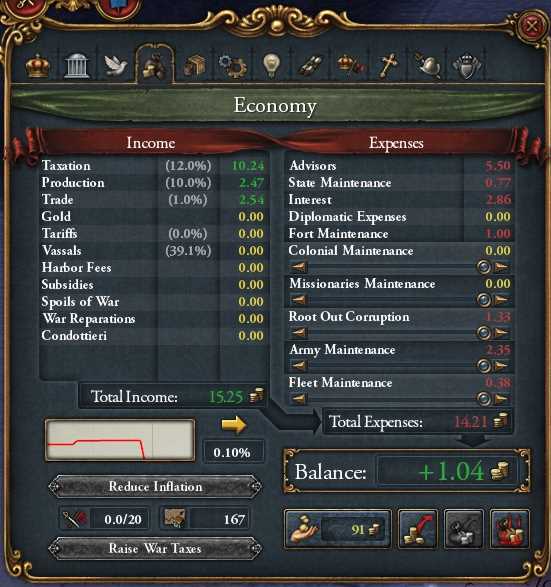 Economy
Income
Taxation (12.0%) 10.24
Production (10.0%) 2.47
Trade (1.0%) 2.54
Gold 0.00
Tariffs (0.0%) 0.00
Vassals (39.1%) 0.00
Harbor Fees 0.00
Subsidies 0.00
Spoils of War 0.00
War Reparations 0.00
Condottieri 0.00
Total Income: 15.25
0.10%
Reduce Inflation
0.0/20 167
Raise War Taxes
Expenses
Advisors 5.50
State Maintenance 0.77
Interest 2.86
Diplomatic Expenses 0.00
Fort Maintenance 1.00
Colonial Maintenance 0.00
Missionaries Maintenance 0.00
Root Out Corruption 1.33
Army Maintenance 2.35
Fleet Maintenance 0.38
Total Expenses: 14.21
Balance: +1.04
91